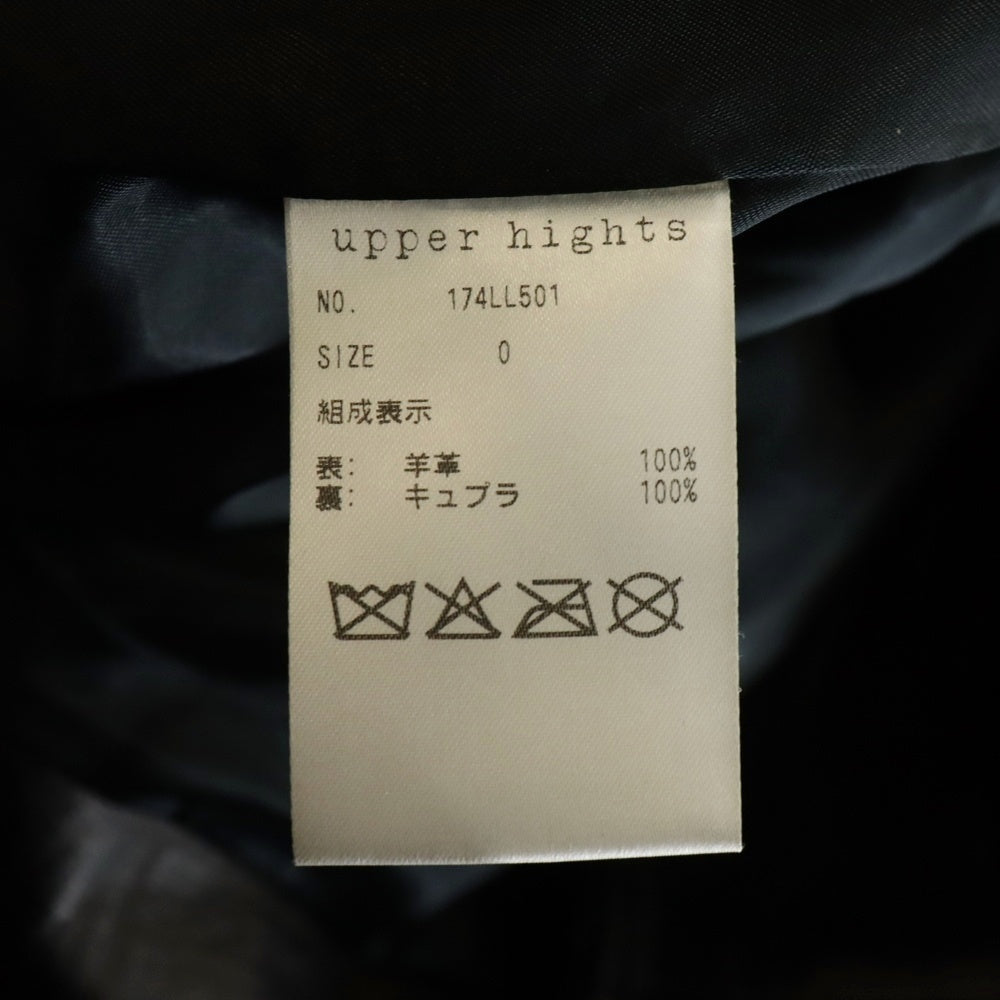 upper hights
NO. 174LL501
SIZE 0
組成表示
表: 羊革 100%
裏: キュプラ 100%